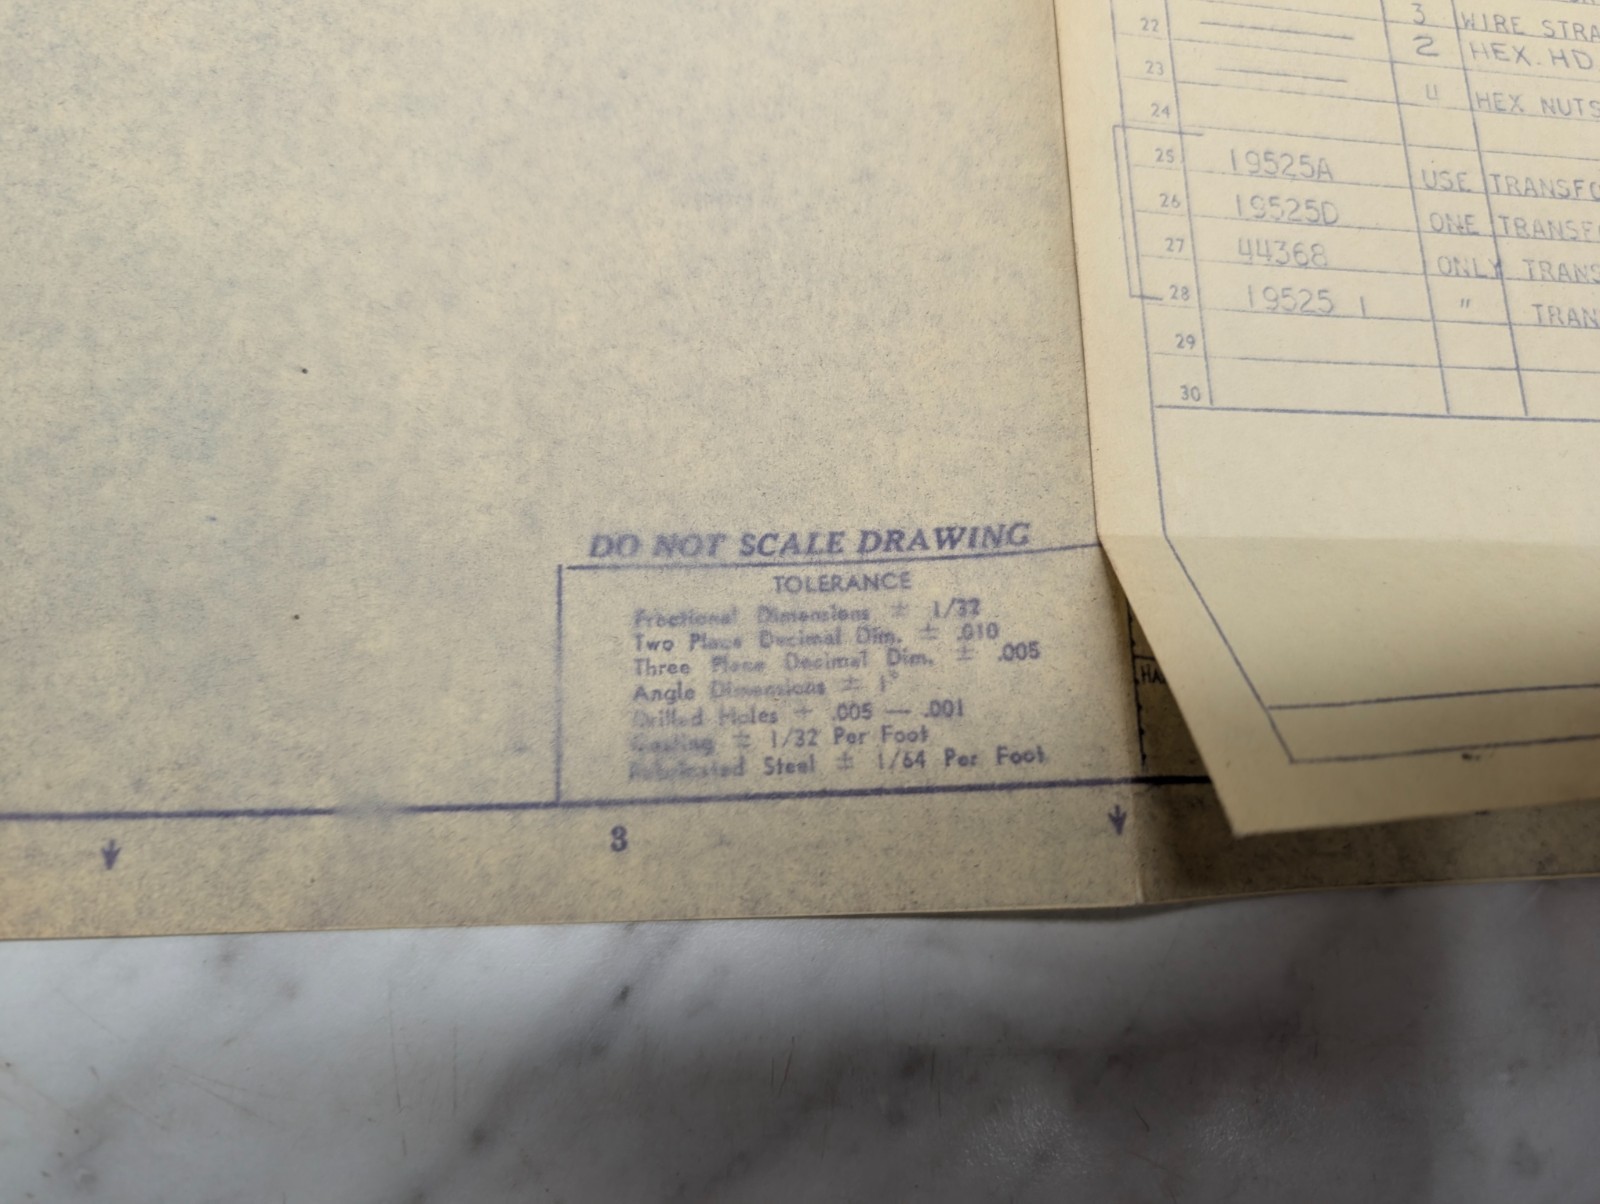 DO NOT SCALE DRAWING
TOLERANCE
Fractional Dimensions ± 1/32
Two Place Decimal Dim. ± .010
Three Place Decimal Dim. ± .005
Angle Dimensions ± 1°
Drilled Holes + .005 — .001
Casting ± 1/32 Per Foot
Fabricated Steel ± 1/64 Per Foot
3
22 3 WIRE STRA
23 2 HEX. HD
24 4 HEX NUTS
25 19525A USE TRANSFO
26 19525D ONE TRANSF
27 44368 ONLY TRANS
28 19525 1 " TRAN
29
30
HA